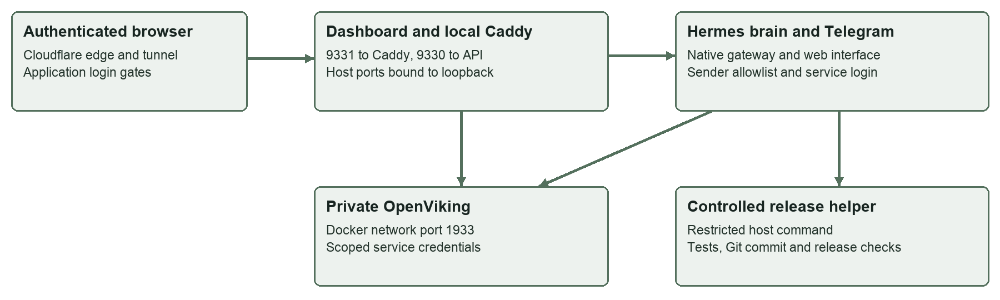 Authenticated browser
Cloudflare edge and tunnel
Application login gates
Dashboard and local Caddy
9331 to Caddy, 9330 to API
Host ports bound to loopback
Hermes brain and Telegram
Native gateway and web interface
Sender allowlist and service login
Private OpenViking
Docker network port 1933
Scoped service credentials
Controlled release helper
Restricted host command
Tests, Git commit and release checks